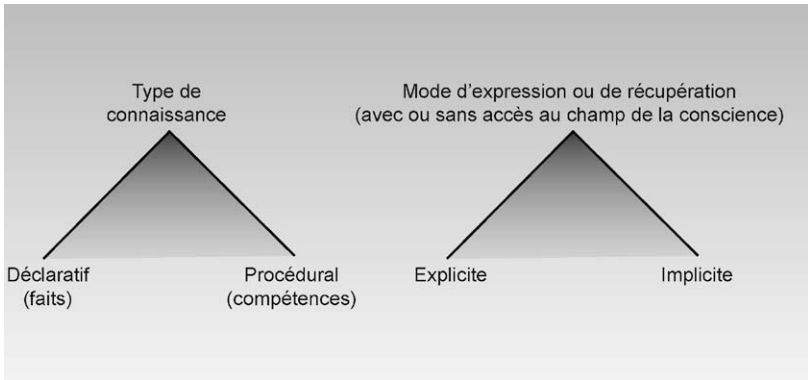 Type de
connaissance
Déclaratif
(faits)
Procédural
(compétences)
Mode d'expression ou de récupération
(avec ou sans accès au champ de la conscience)
Explicite
Implicite